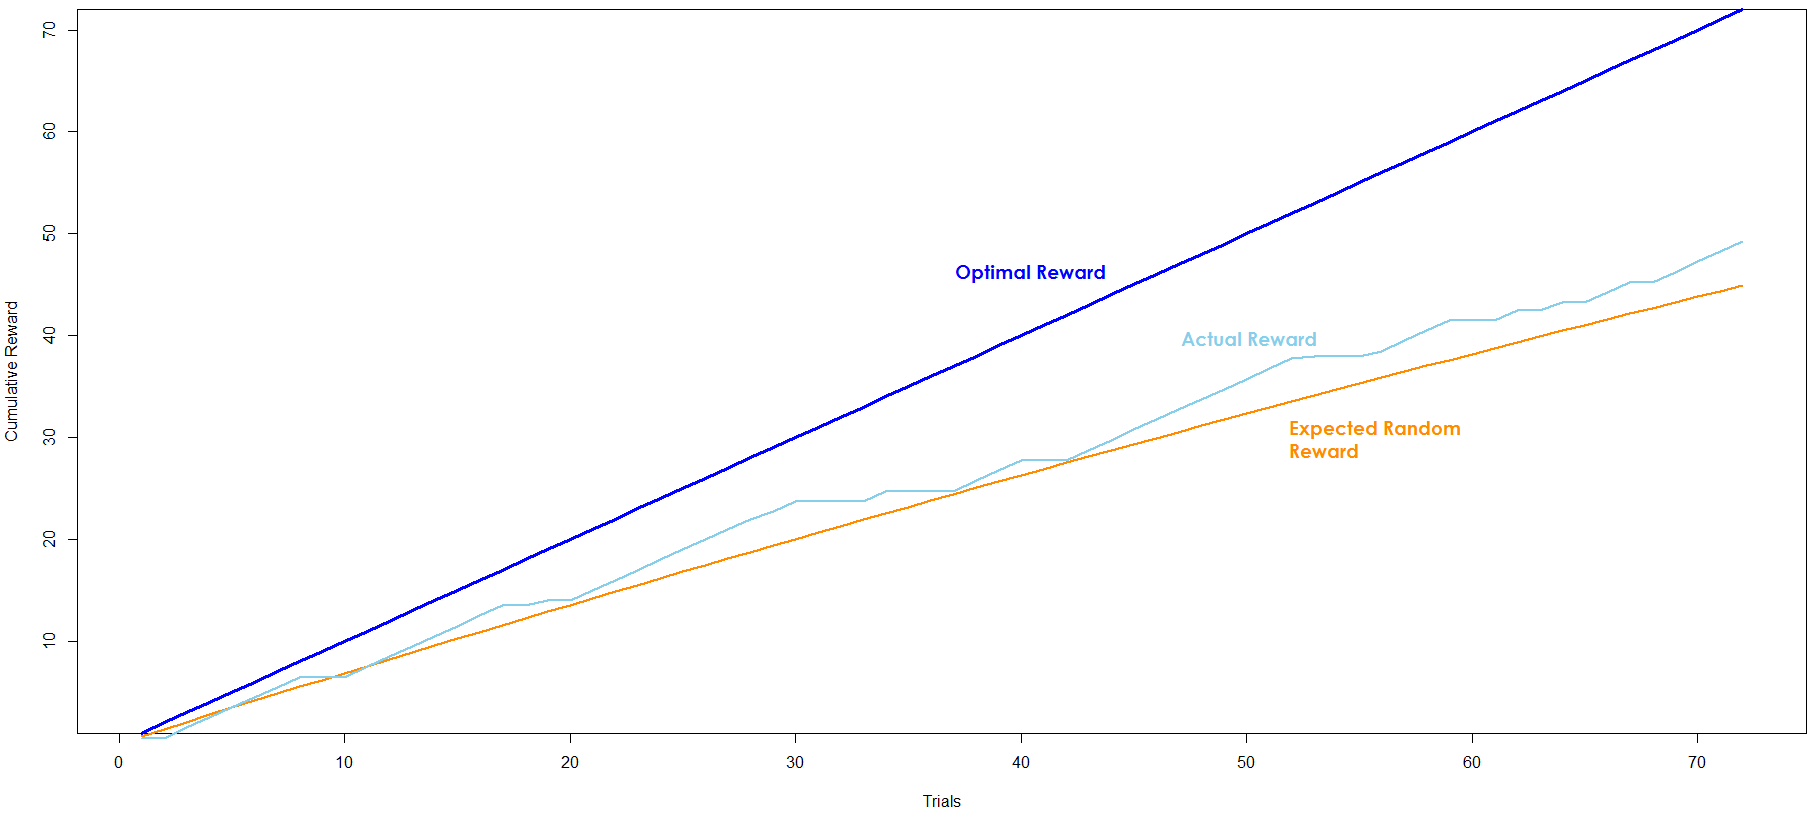 70
60
50
40
30
20
10
Cumulative Reward
Optimal Reward
Actual Reward
Expected Random
Reward
0 10 20 30 40 50 60 70
Trials